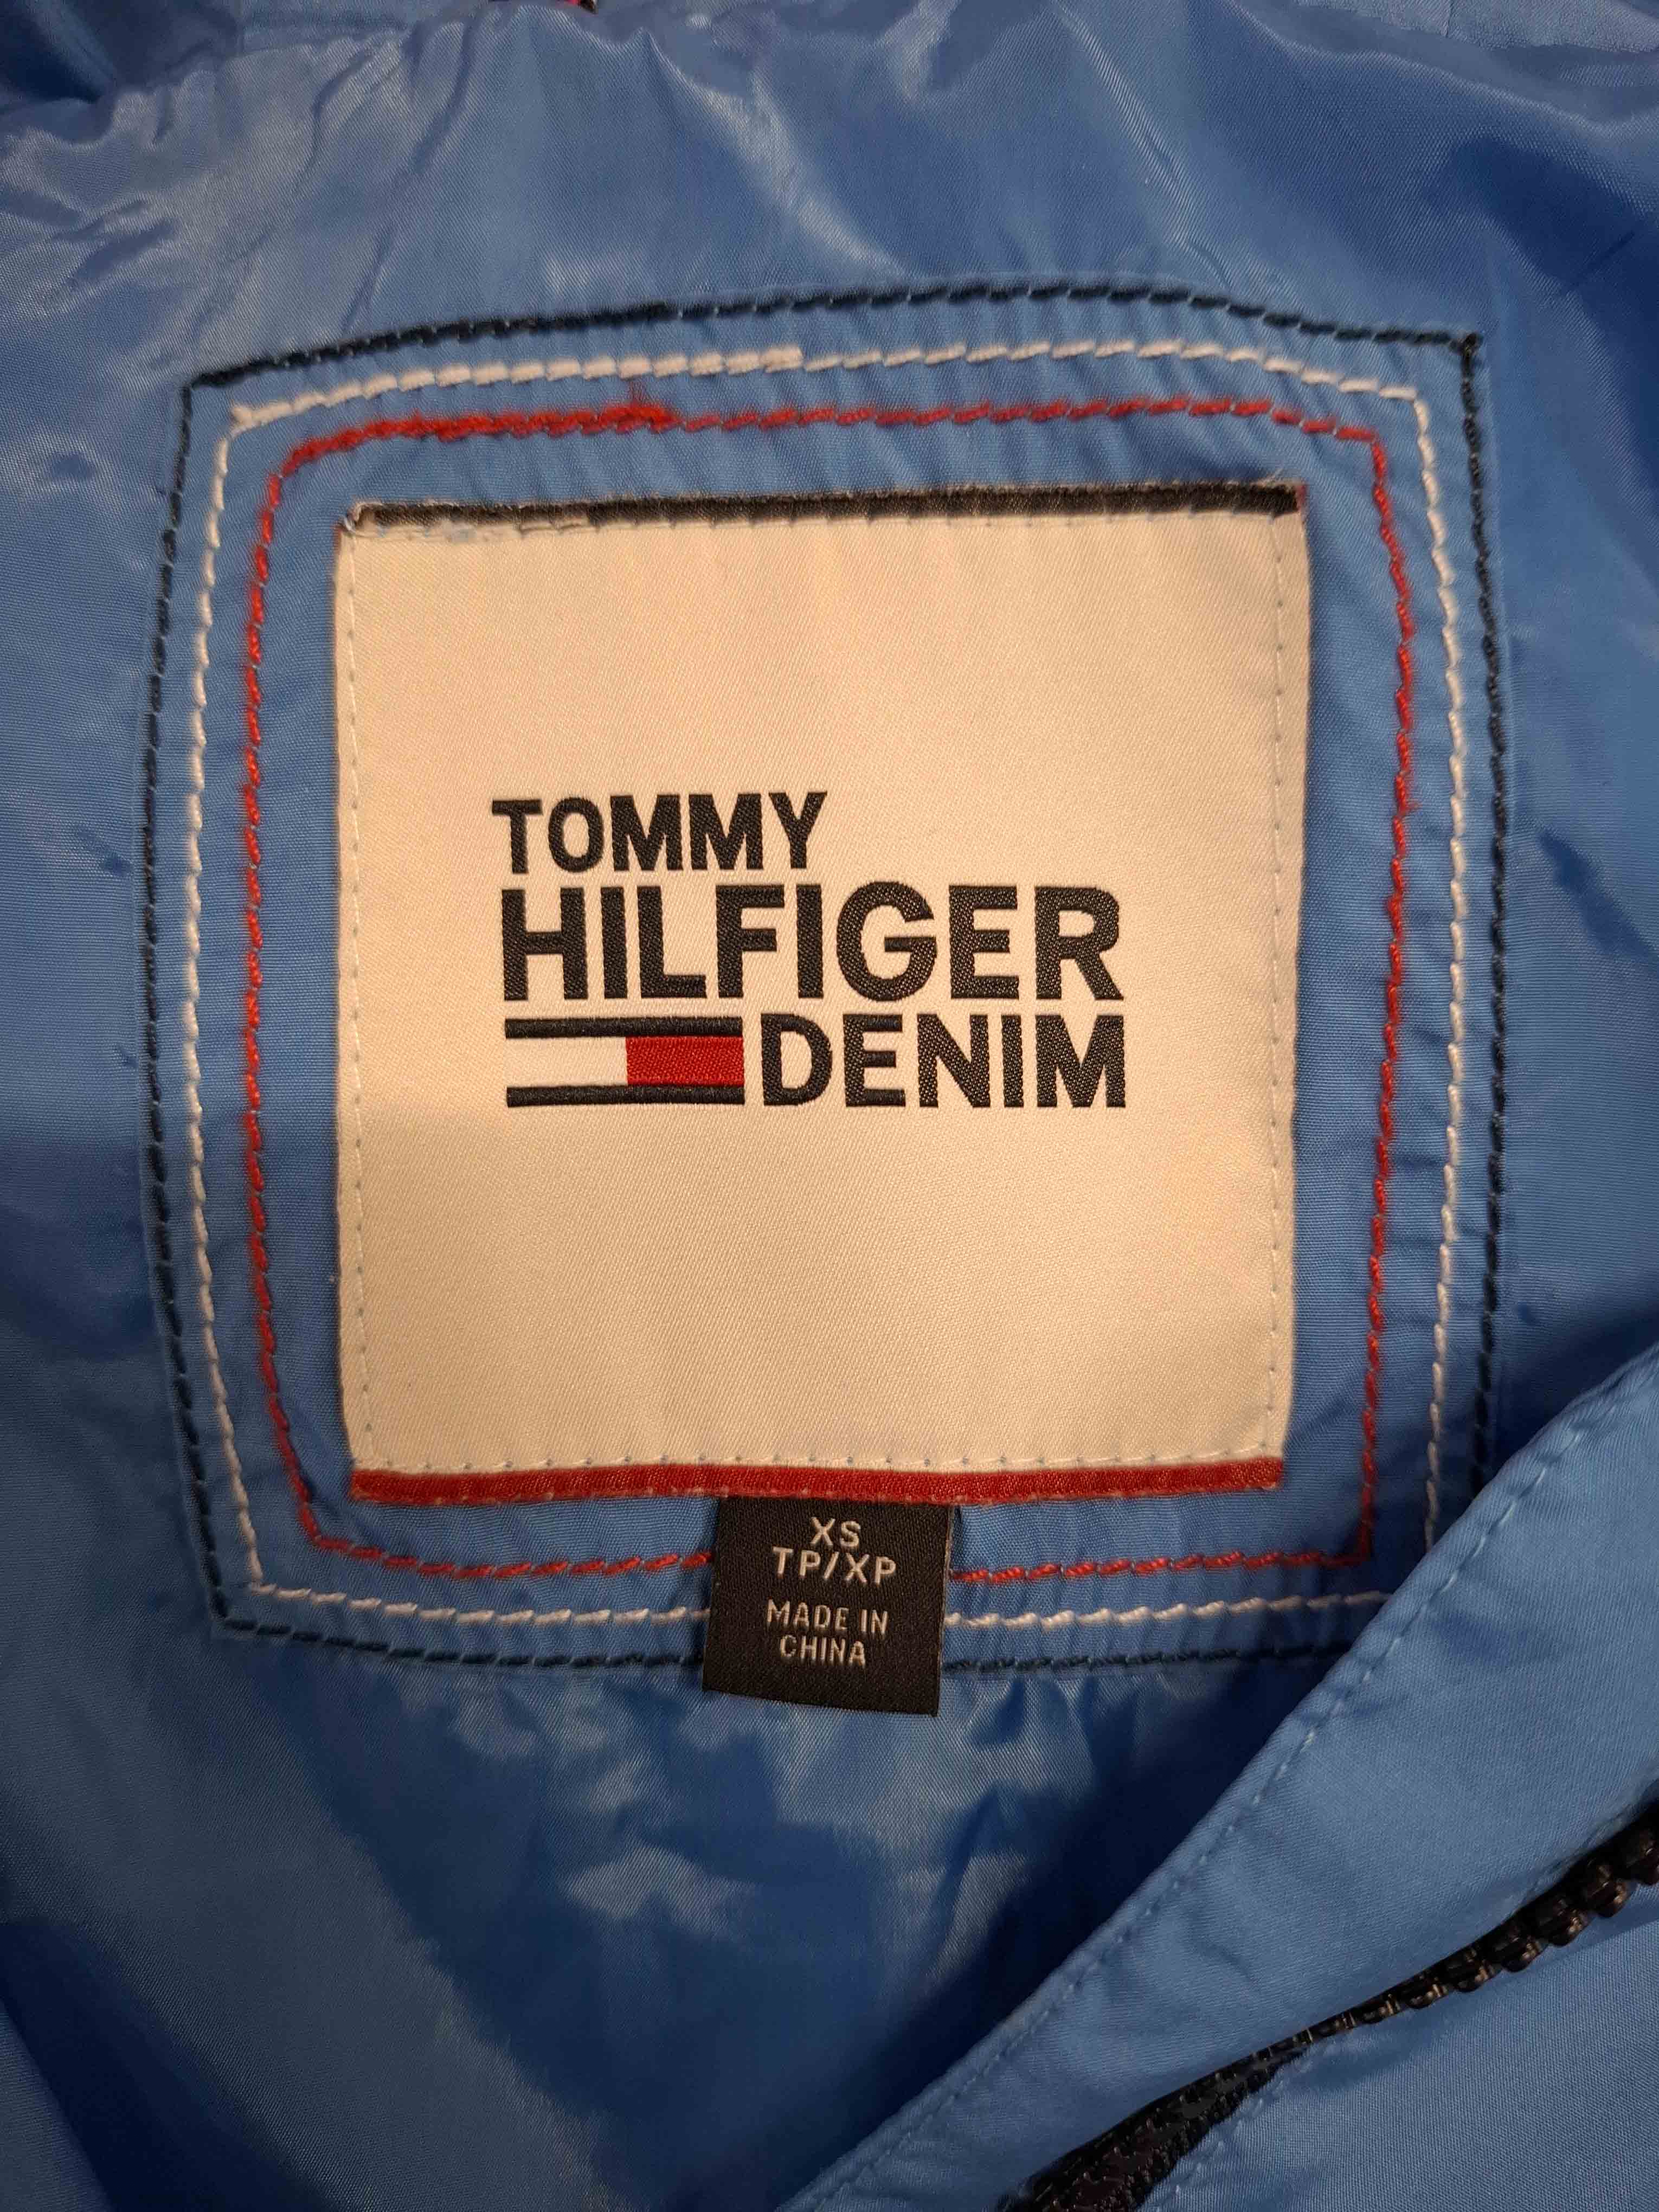 TOMMY
HILFIGER
DENIM
XS
TP/XP
MADE IN
CHINA